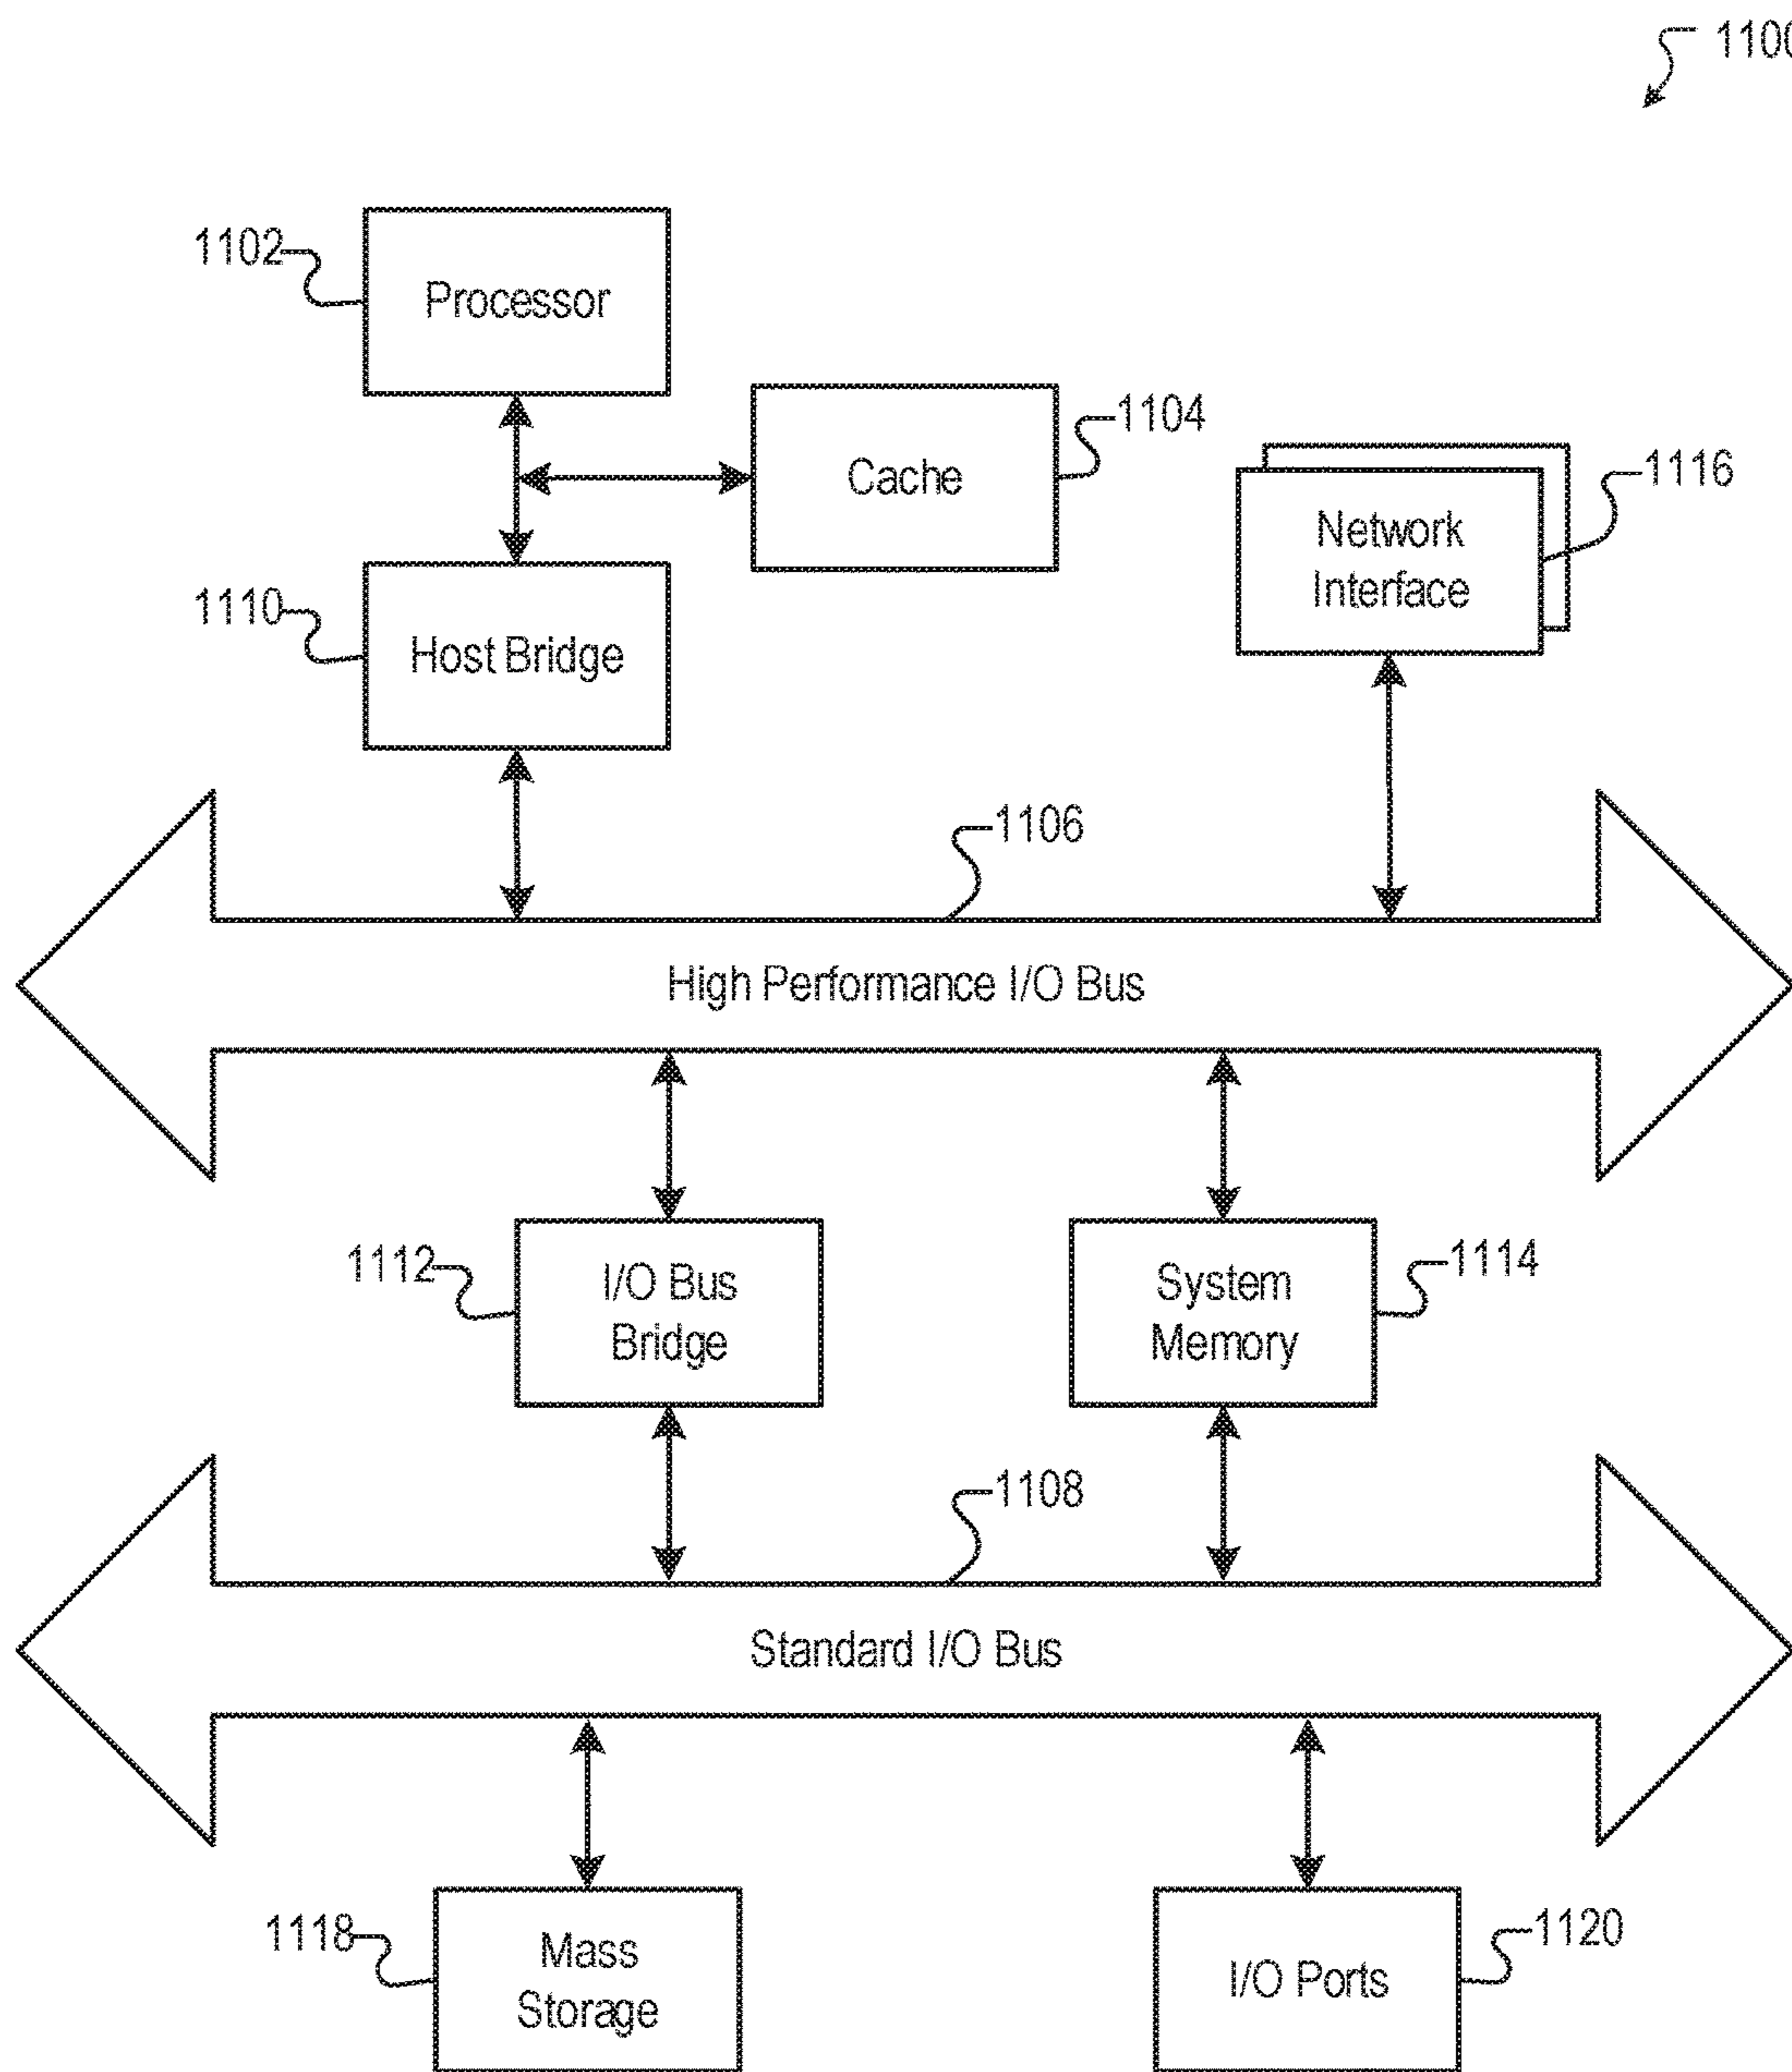 1100
1102
Processor
Cache
1104
Network
Interface
1116
1110
Host Bridge
1106
High Performance I/O Bus
1112
I/O Bus
Bridge
System
Memory
1114
1108
Standard I/O Bus
1118
Mass
Storage
I/O Ports
1120